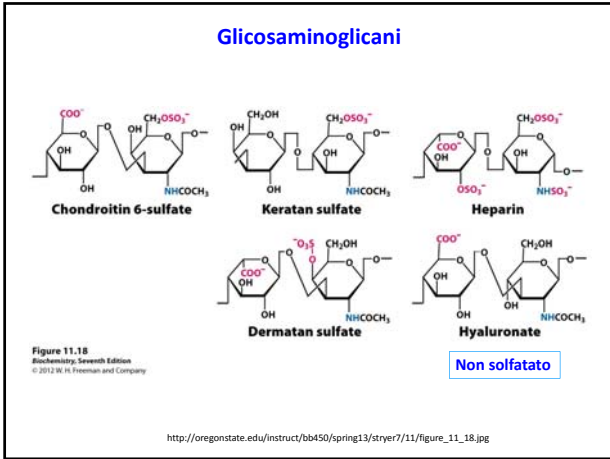 Glicosaminoglicani
COO⁻
O
OH
OH
OH
CH₂OSO₃⁻
O
O
NHCOCH₃
Chondroitin 6-sulfate
CH₂OH
OH
O
OH
O
CH₂OSO₃⁻
O
OH
O
NHCOCH₃
Keratan sulfate
O
COO⁻
OH
OSO₃⁻
O
CH₂OSO₃⁻
O
OH
O
NHSO₃⁻
Heparin
O
COO⁻
OH
OH
O
⁻O₃S
O
CH₂OH
O
O
NHCOCH₃
Dermatan sulfate
COO⁻
O
OH
OH
O
CH₂OH
O
OH
O
NHCOCH₃
Hyaluronate
Figure 11.18
Biochemistry, Seventh Edition
© 2012 W. H. Freeman and Company
Non solfatato
http://oregonstate.edu/instruct/bb450/spring13/stryer7/11/figure_11_18.jpg